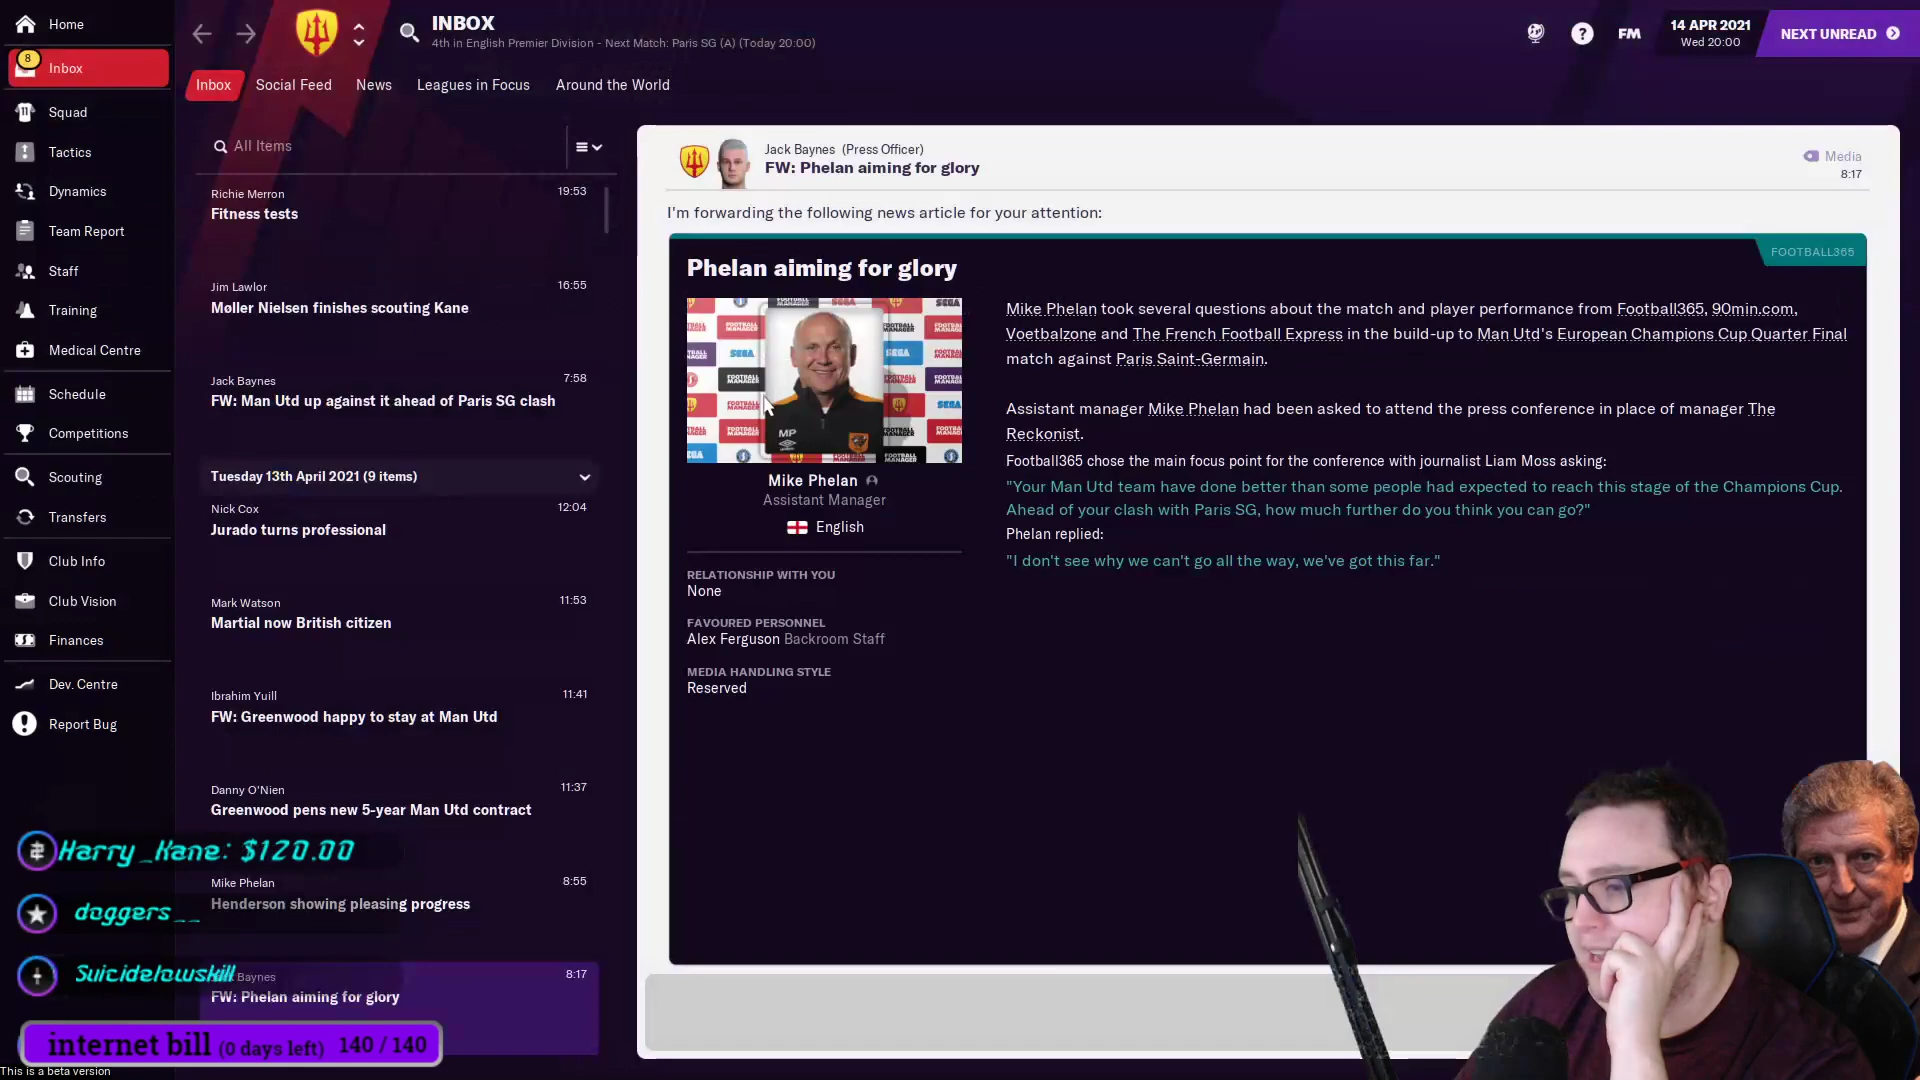 Home
8
Inbox
Squad
Tactics
Dynamics
Team Report
Staff
Training
Medical Centre
Schedule
Competitions
Scouting
Transfers
Club Info
Club Vision
Finances
Dev. Centre
Report Bug
INBOX
4th in English Premier Division - Next Match: Paris SG (A) (Today 20:00)
FM
14 APR 2021
Wed 20:00
NEXT UNREAD
Inbox
Social Feed
News
Leagues in Focus
Around the World
All Items
Richie Merron
19:53
Fitness tests
Jim Lawlor
16:55
Møller Nielsen finishes scouting Kane
Jack Baynes
7:58
FW: Man Utd up against it ahead of Paris SG clash
Tuesday 13th April 2021 (9 items)
Nick Cox
12:04
Jurado turns professional
Mark Watson
11:53
Martial now British citizen
Ibrahim Yuill
11:41
FW: Greenwood happy to stay at Man Utd
Danny O'Nien
11:37
Greenwood pens new 5-year Man Utd contract
Mike Phelan
8:55
Henderson showing pleasing progress
Baynes
8:17
FW: Phelan aiming for glory
Jack Baynes (Press Officer)
FW: Phelan aiming for glory
Media
8:17
I'm forwarding the following news article for your attention:
FOOTBALL365
Phelan aiming for glory
Mike Phelan
Assistant Manager
English
RELATIONSHIP WITH YOU
None
FAVOURED PERSONNEL
Alex Ferguson Backroom Staff
MEDIA HANDLING STYLE
Reserved
Mike Phelan took several questions about the match and player performance from Football365, 90min.com,
Voetbalzone and The French Football Express in the build-up to Man Utd's European Champions Cup Quarter Final
match against Paris Saint-Germain.
Assistant manager Mike Phelan had been asked to attend the press conference in place of manager The
Reckonist.
Football365 chose the main focus point for the conference with journalist Liam Moss asking:
"Your Man Utd team have done better than some people had expected to reach this stage of the Champions Cup.
Ahead of your clash with Paris SG, how much further do you think you can go?"
Phelan replied:
"I don't see why we can't go all the way, we've got this far."
Harry_Kane: $120.00
daggers__
Suicidelowskill
internet bill (0 days left) 140 / 140
This is a beta version